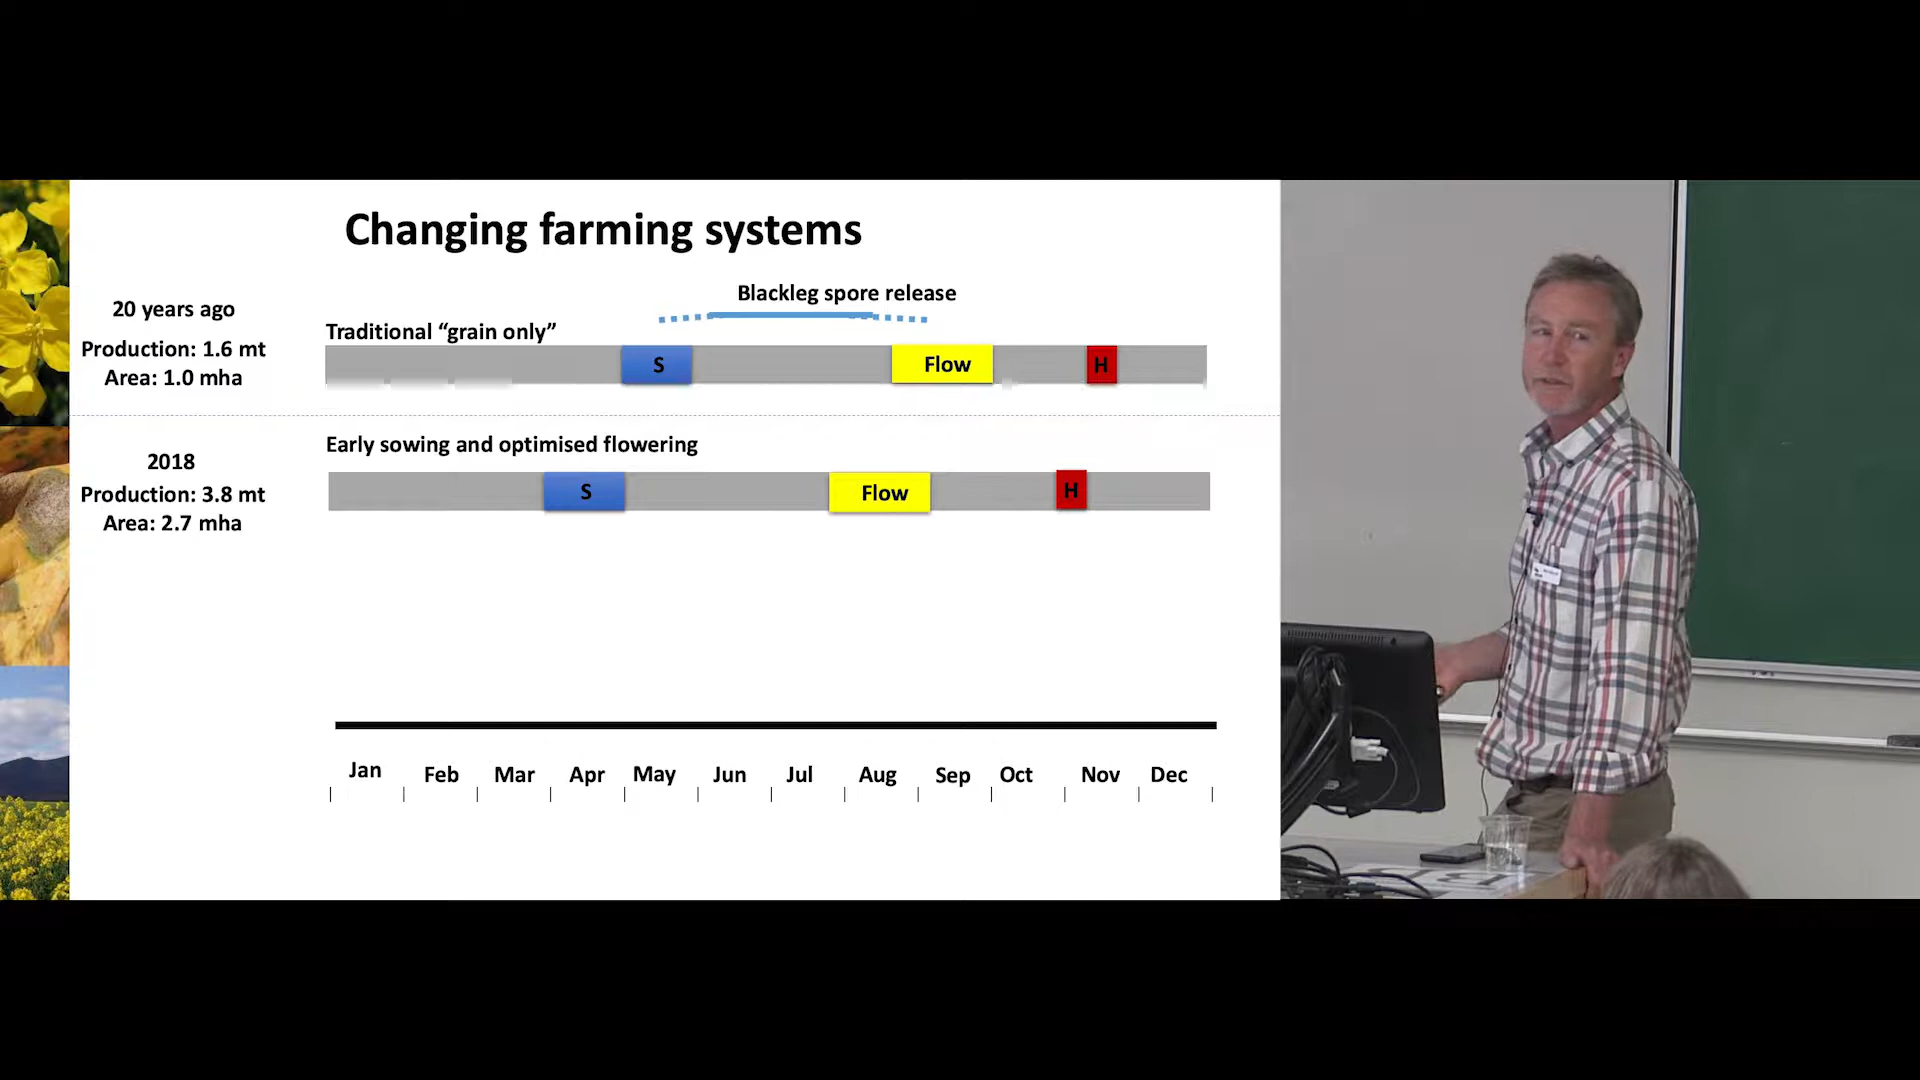 Changing farming systems
20 years ago
Production: 1.6 mt
Area: 1.0 mha
Blackleg spore release
Traditional “grain only”
S
Flow
H
2018
Production: 3.8 mt
Area: 2.7 mha
Early sowing and optimised flowering
S
Flow
H
Jan Feb Mar Apr May Jun Jul Aug Sep Oct Nov Dec